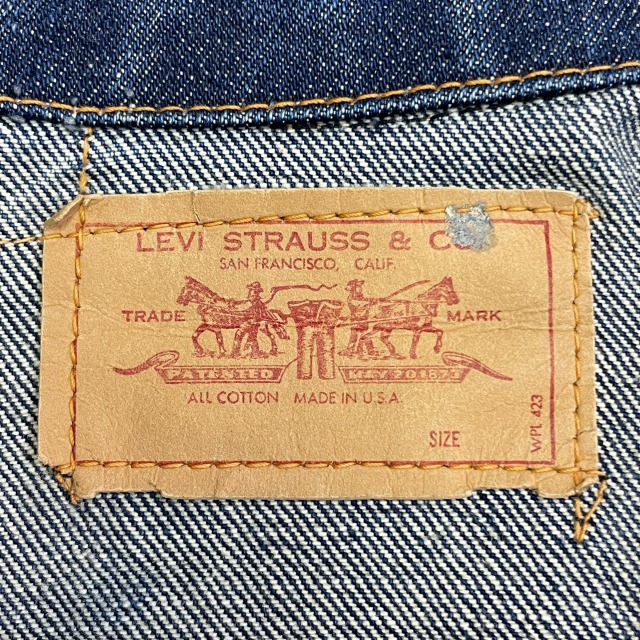 LEVI STRAUSS & CO
SAN FRANCISCO, CALIF.
TRADE MARK
PATENTED MAY 20 1873
ALL COTTON MADE IN U.S.A.
SIZE
WPL 423